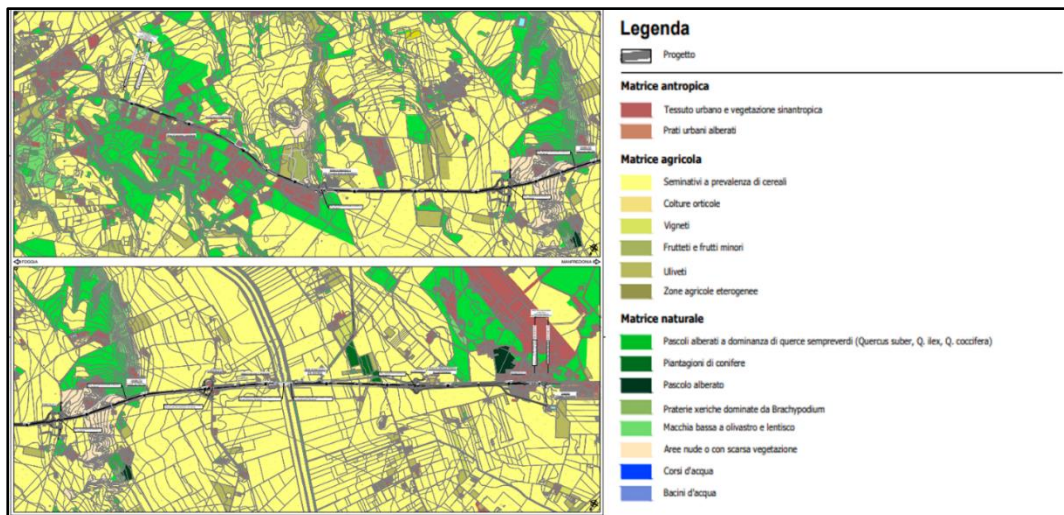 Legenda
Progetto
Matrice antropica
Tessuto urbano e vegetazione sinantropica
Prati urbani alberati
Matrice agricola
Seminativi a prevalenza di cereali
Colture orticole
Vigneti
Frutteti e frutti minori
Uliveti
Zone agricole eterogenee
Matrice naturale
Pascoli alberati a dominanza di querce sempreverdi (Quercus suber, Q. ilex, Q. coccifera)
Piantagioni di conifere
Pascolo alberato
Praterie xeriche dominate da Brachypodium
Macchia bassa a olivastro e lentisco
Aree nude o con scarsa vegetazione
Corsi d'acqua
Bacini d'acqua
FOGGIA
MANFREDONIA